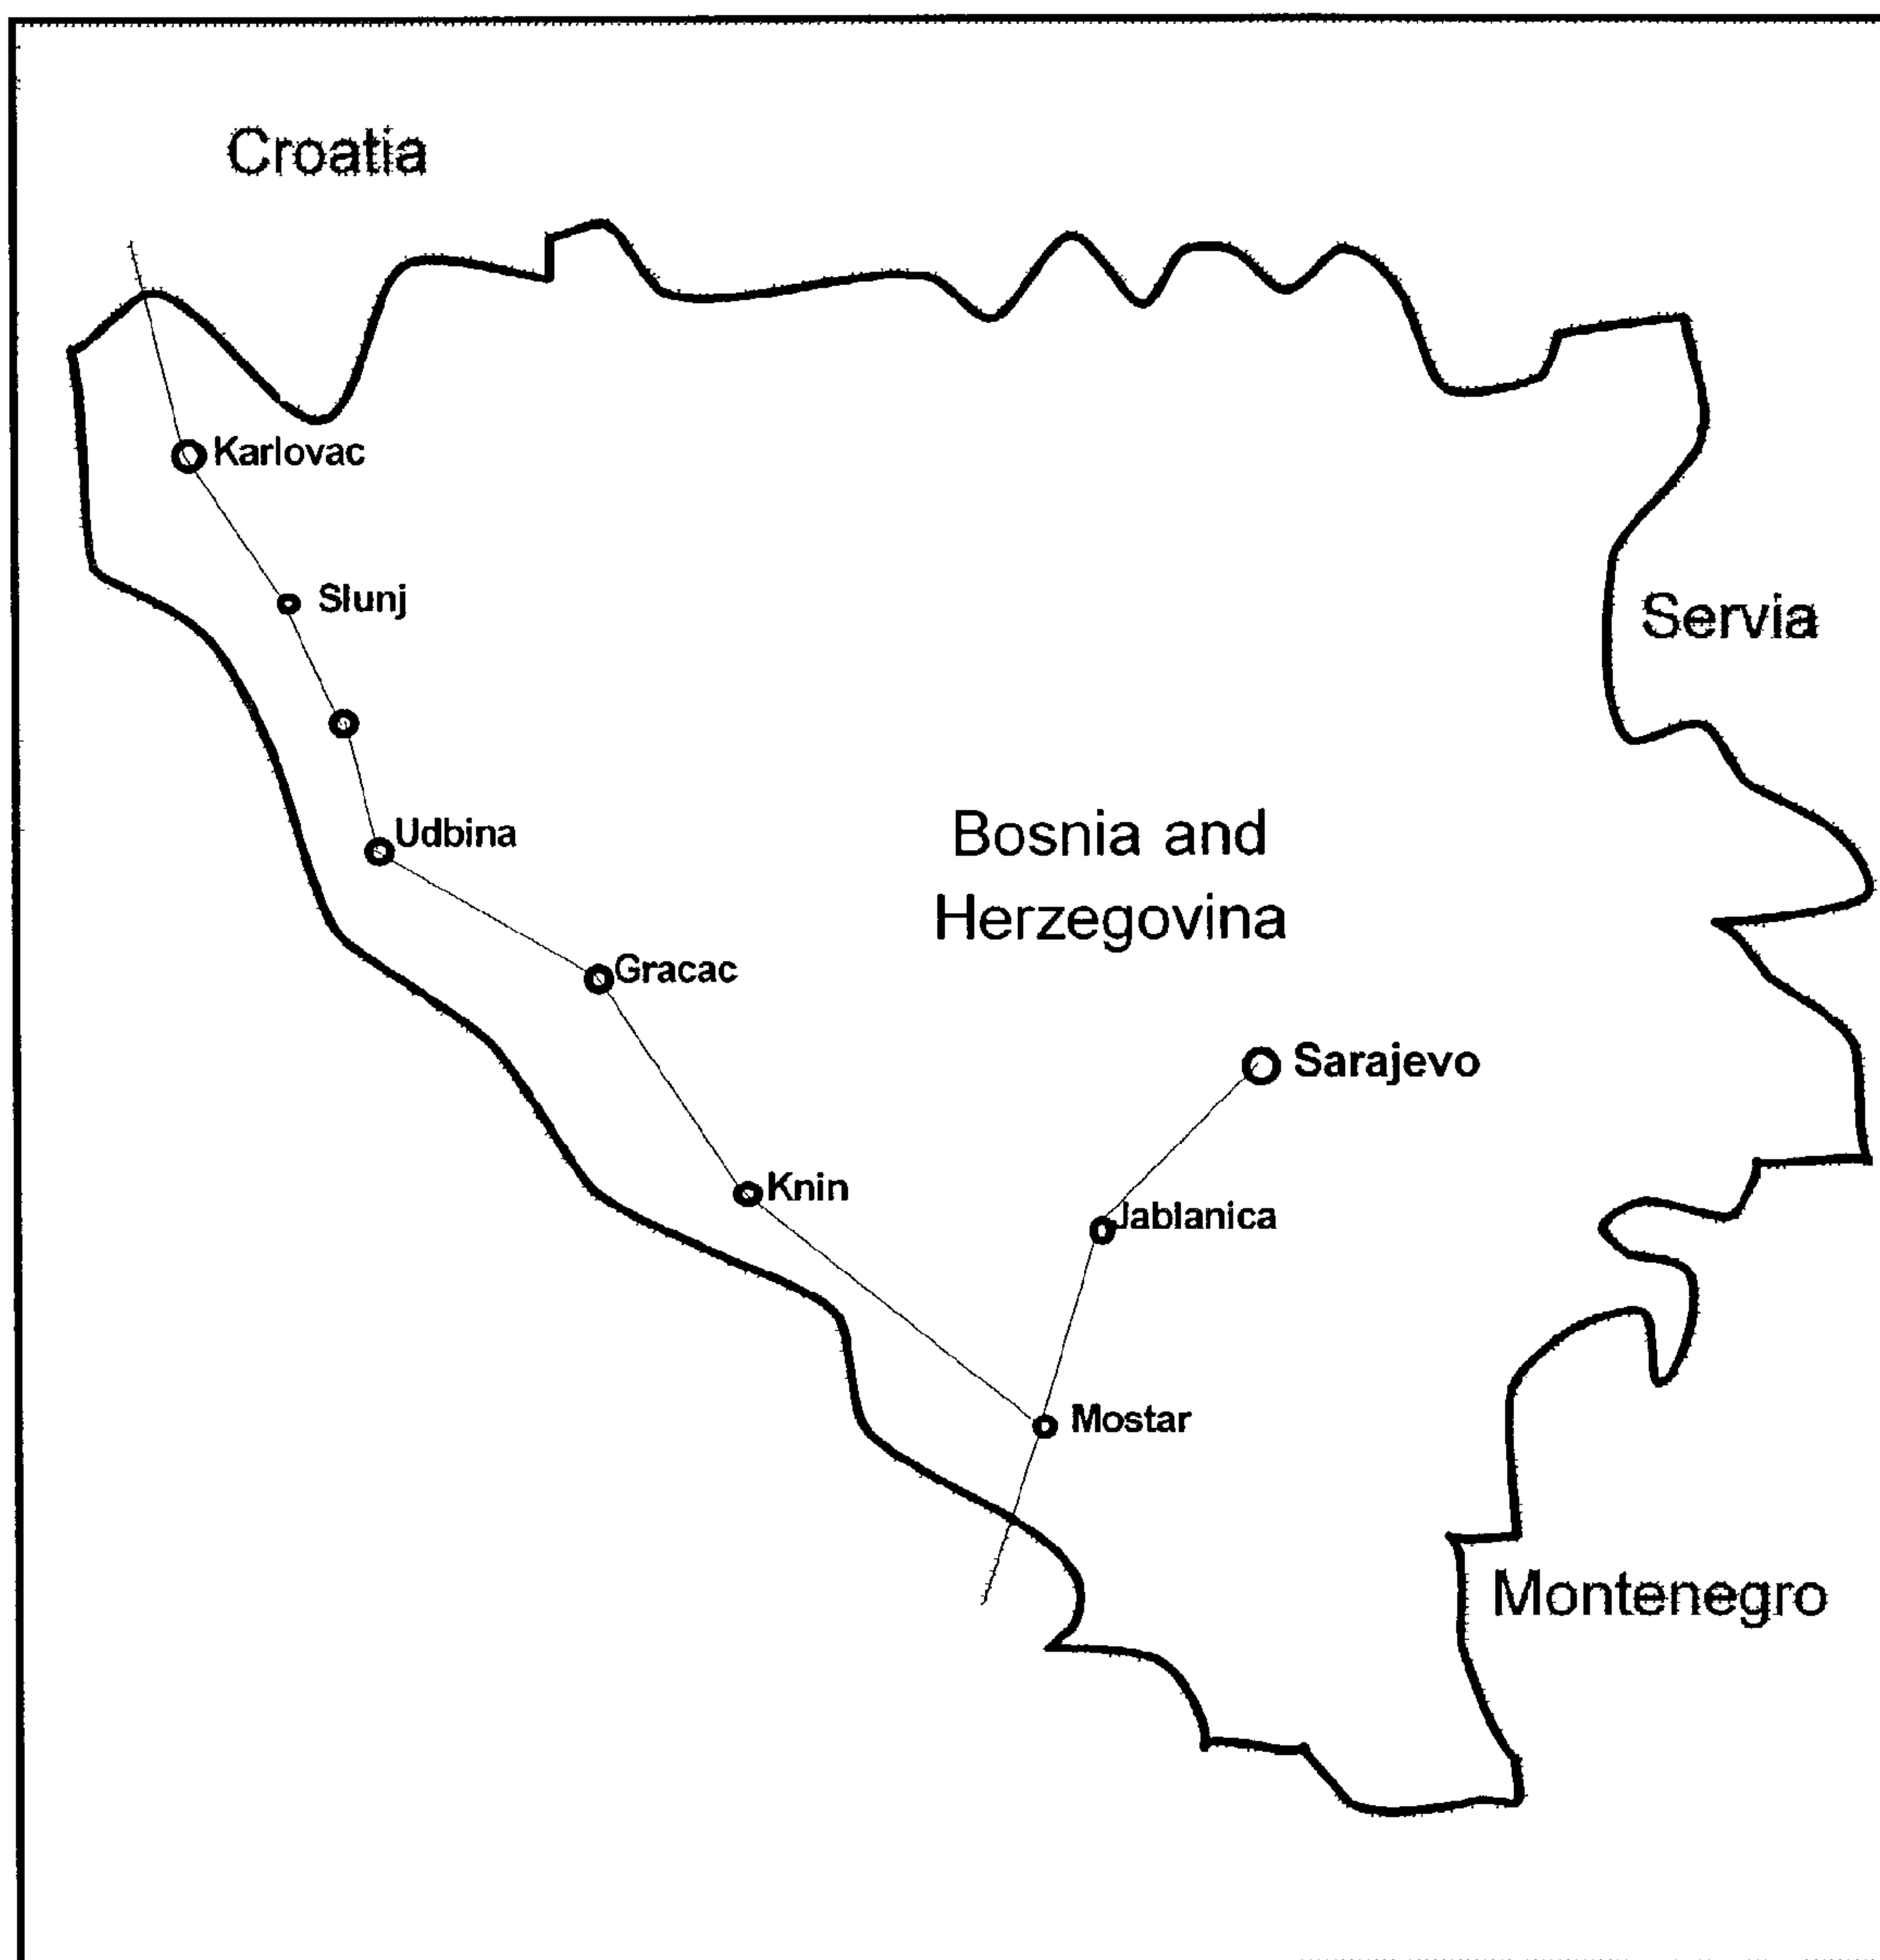 Croatia
Karlovac
Slunj
Servia
Udbina
Bosnia and
Herzegovina
Gracac
Sarajevo
Knin
Jablanica
Mostar
Montenegro